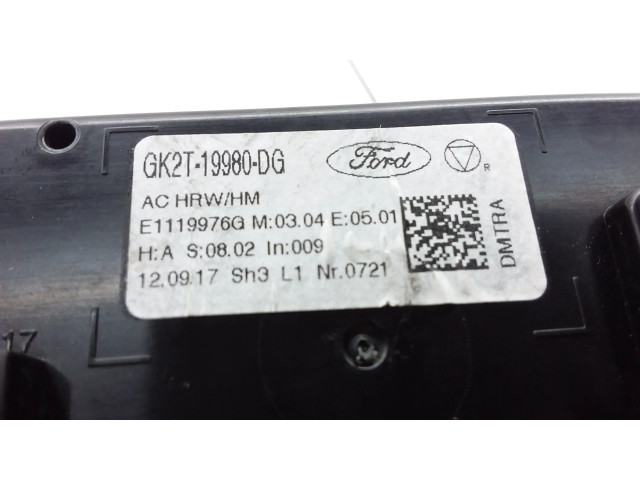 GK2T-19980-DG
Ford
R
AC HRW/HM
E1119976G M:03.04 E:05.01
H:A S:08.02 In:009
12.09.17 Sh3 L1 Nr.0721
DMTRA
17